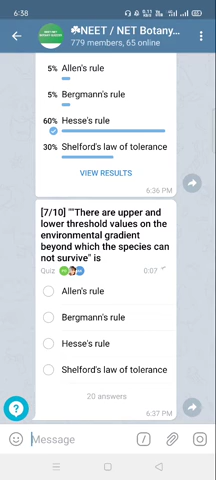 6:38
0.11
☘NEET / NET Botany...
779 members, 65 online
5% Allen's rule
5% Bergmann's rule
60% Hesse's rule
30% Shelford's law of tolerance
VIEW RESULTS
6:36 PM
[7/10] ""There are upper and
lower threshold values on the
environmental gradient
beyond which the species can
not survive" is
Quiz
0:07
Allen's rule
Bergmann's rule
Hesse's rule
Shelford's law of tolerance
20 answers
6:37 PM
Message